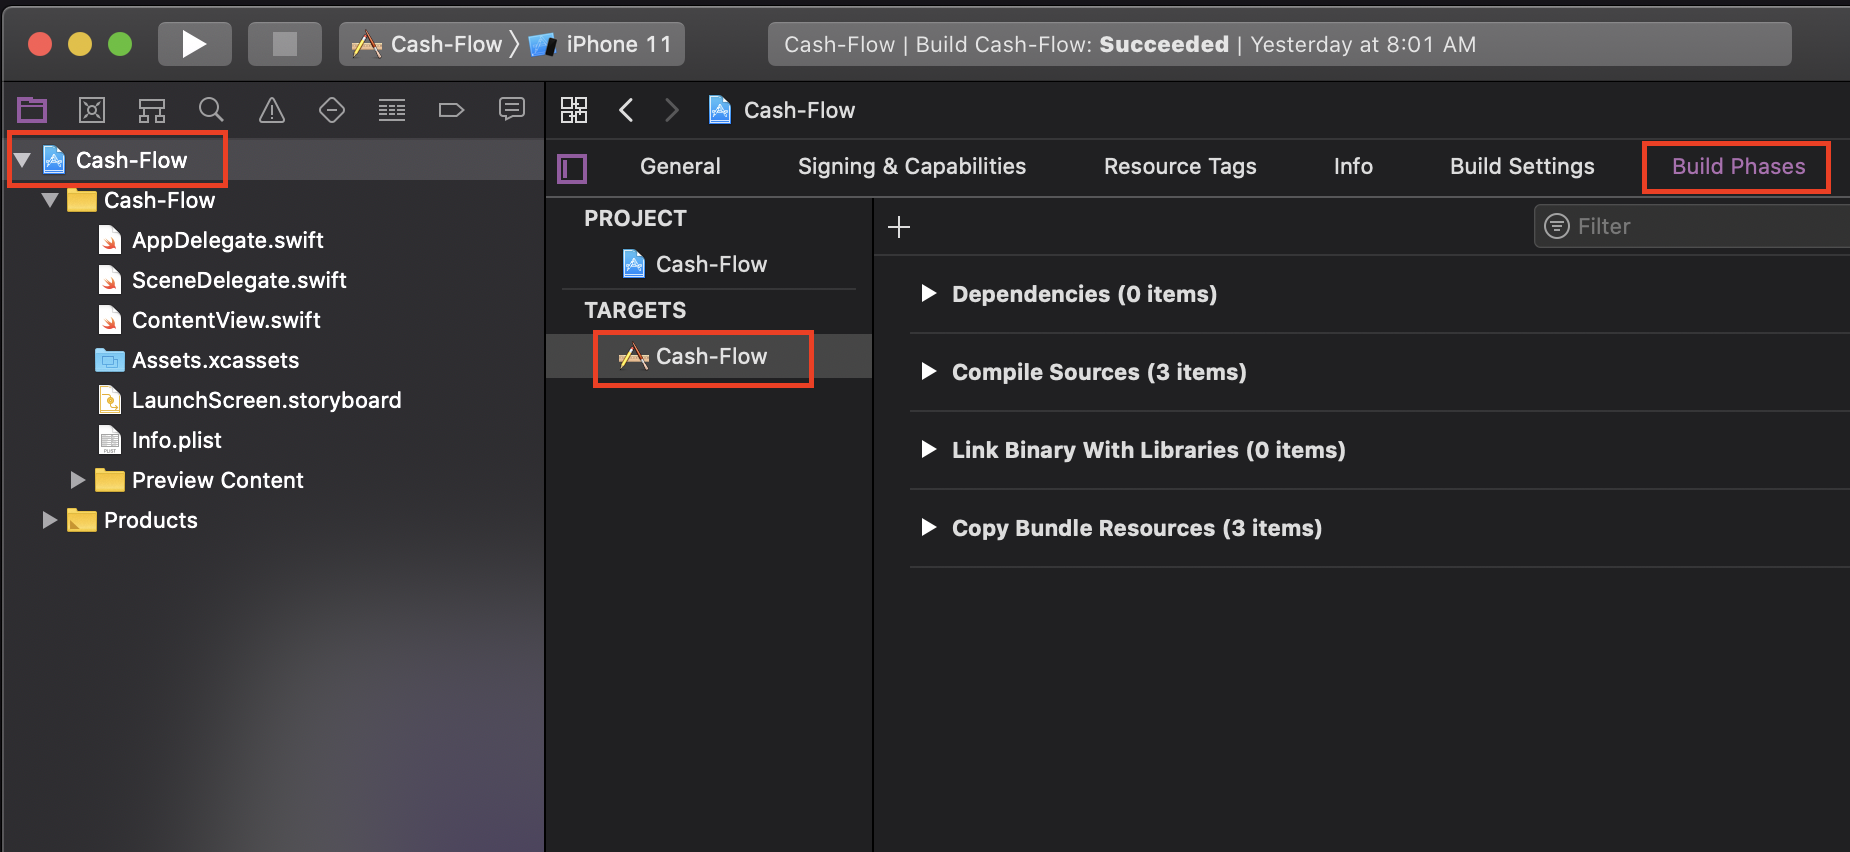 Cash-Flow 〉 iPhone 11
Cash-Flow | Build Cash-Flow: Succeeded | Yesterday at 8:01 AM
Cash-Flow
Cash-Flow
AppDelegate.swift
SceneDelegate.swift
ContentView.swift
Assets.xcassets
LaunchScreen.storyboard
Info.plist
Preview Content
Products
Cash-Flow
General Signing & Capabilities Resource Tags Info Build Settings Build Phases
PROJECT
Cash-Flow
TARGETS
Cash-Flow
Filter
Dependencies (0 items)
Compile Sources (3 items)
Link Binary With Libraries (0 items)
Copy Bundle Resources (3 items)